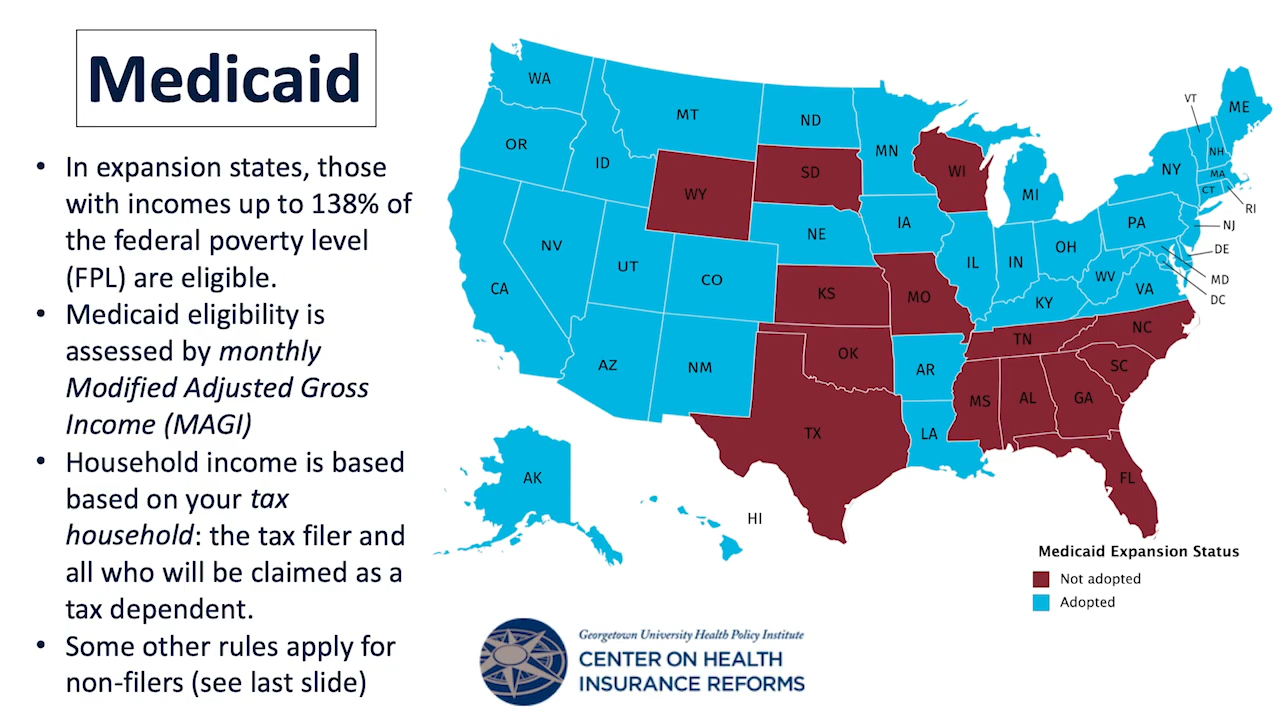 Medicaid
• In expansion states, those
with incomes up to 138% of
the federal poverty level
(FPL) are eligible.
• Medicaid eligibility is
assessed by monthly
Modified Adjusted Gross
Income (MAGI)
• Household income is based
based on your tax
household: the tax filer and
all who will be claimed as a
tax dependent.
• Some other rules apply for
non-filers (see last slide)
WA
MT
ND
MN
OR
ID
WY
SD
WI
MI
NY
VT
NH
ME
MA
CT
RI
NV
UT
CO
NE
IA
IL
IN
OH
PA
NJ
DE
MD
DC
CA
KS
MO
KY
WV
VA
AZ
NM
OK
AR
TN
NC
SC
TX
LA
MS
AL
GA
FL
AK
HI
Medicaid Expansion Status
Not adopted
Adopted
Georgetown University Health Policy Institute
CENTER ON HEALTH
INSURANCE REFORMS